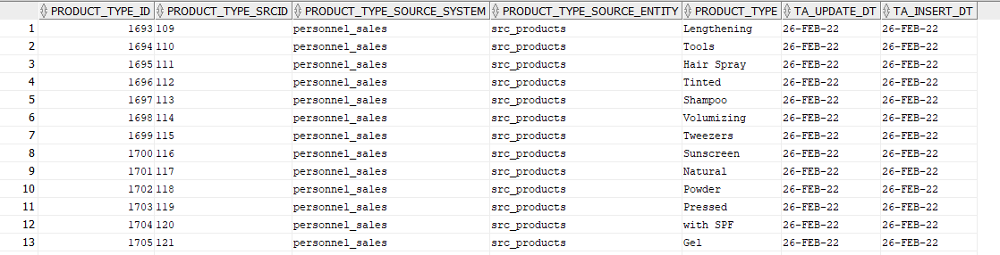 PRODUCT_TYPE_ID PRODUCT_TYPE_SRCID PRODUCT_TYPE_SOURCE_SYSTEM PRODUCT_TYPE_SOURCE_ENTITY PRODUCT_TYPE TA_UPDATE_DT TA_INSERT_DT
1 1693 109 personnel_sales src_products Lengthening 26-FEB-22 26-FEB-22
2 1694 110 personnel_sales src_products Tools 26-FEB-22 26-FEB-22
3 1695 111 personnel_sales src_products Hair Spray 26-FEB-22 26-FEB-22
4 1696 112 personnel_sales src_products Tinted 26-FEB-22 26-FEB-22
5 1697 113 personnel_sales src_products Shampoo 26-FEB-22 26-FEB-22
6 1698 114 personnel_sales src_products Volumizing 26-FEB-22 26-FEB-22
7 1699 115 personnel_sales src_products Tweezers 26-FEB-22 26-FEB-22
8 1700 116 personnel_sales src_products Sunscreen 26-FEB-22 26-FEB-22
9 1701 117 personnel_sales src_products Natural 26-FEB-22 26-FEB-22
10 1702 118 personnel_sales src_products Powder 26-FEB-22 26-FEB-22
11 1703 119 personnel_sales src_products Pressed 26-FEB-22 26-FEB-22
12 1704 120 personnel_sales src_products with SPF 26-FEB-22 26-FEB-22
13 1705 121 personnel_sales src_products Gel 26-FEB-22 26-FEB-22